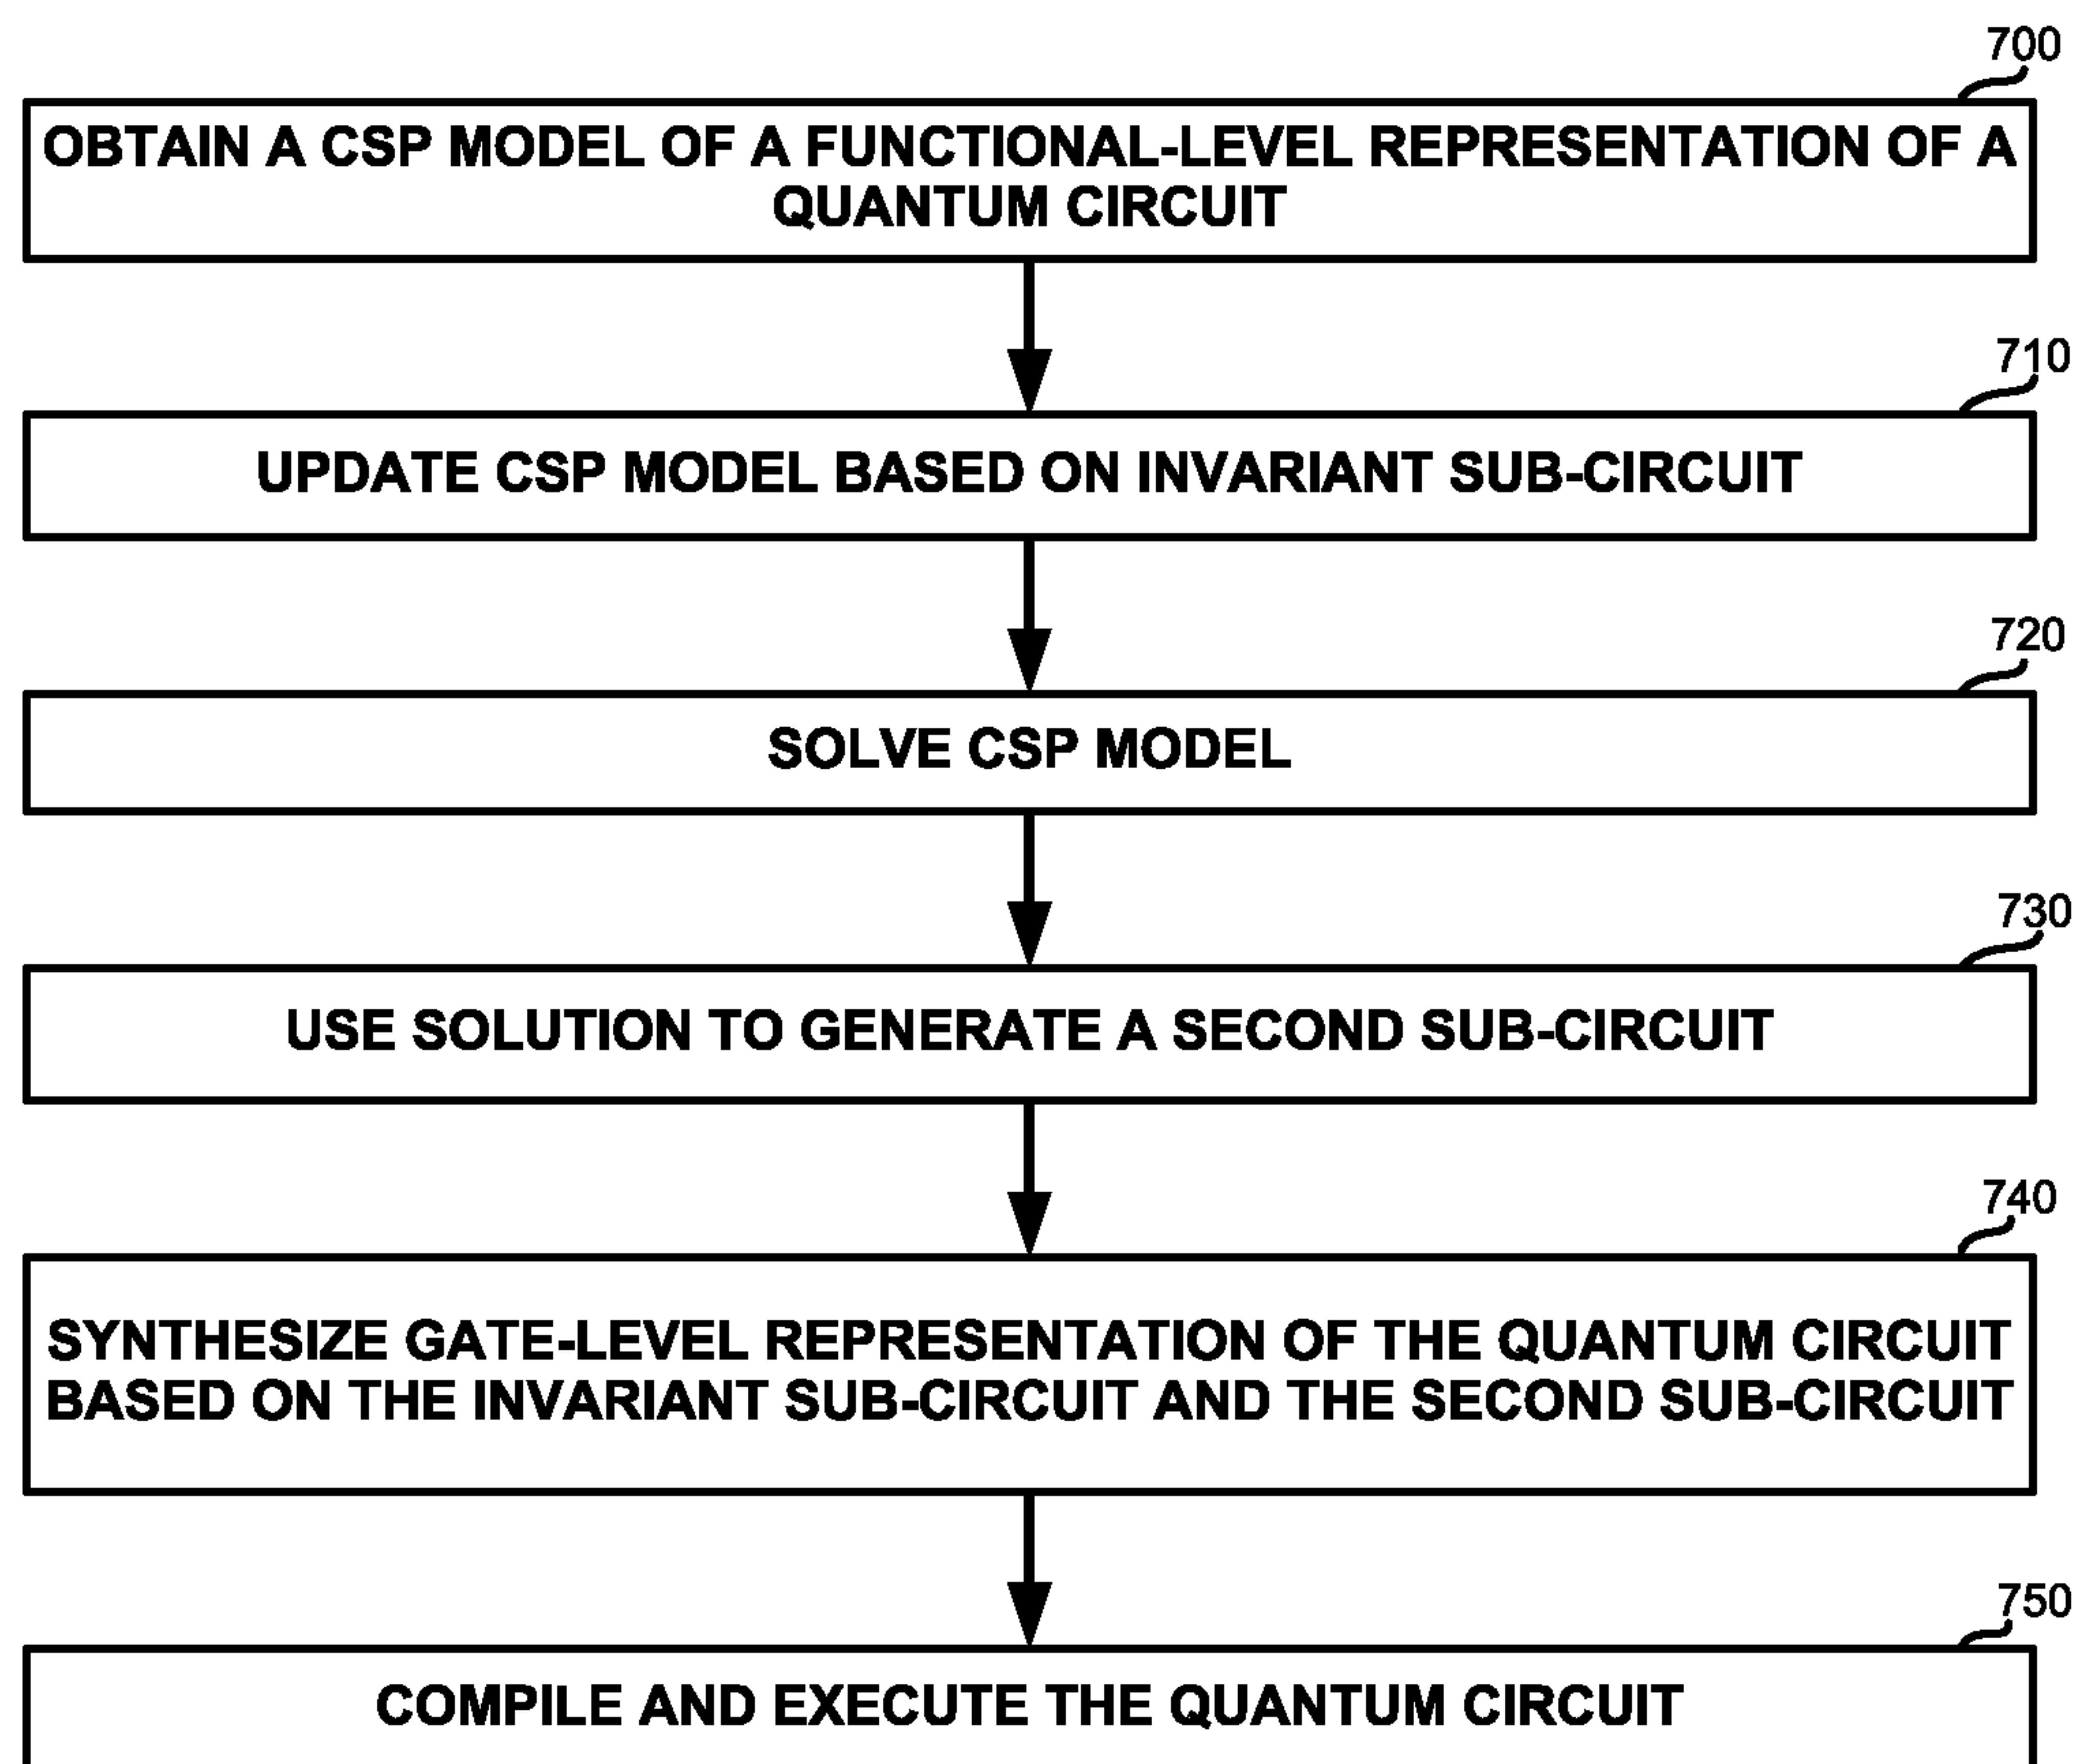 700
OBTAIN A CSP MODEL OF A FUNCTIONAL-LEVEL REPRESENTATION OF A
QUANTUM CIRCUIT
710
UPDATE CSP MODEL BASED ON INVARIANT SUB-CIRCUIT
720
SOLVE CSP MODEL
730
USE SOLUTION TO GENERATE A SECOND SUB-CIRCUIT
740
SYNTHESIZE GATE-LEVEL REPRESENTATION OF THE QUANTUM CIRCUIT
BASED ON THE INVARIANT SUB-CIRCUIT AND THE SECOND SUB-CIRCUIT
750
COMPILE AND EXECUTE THE QUANTUM CIRCUIT